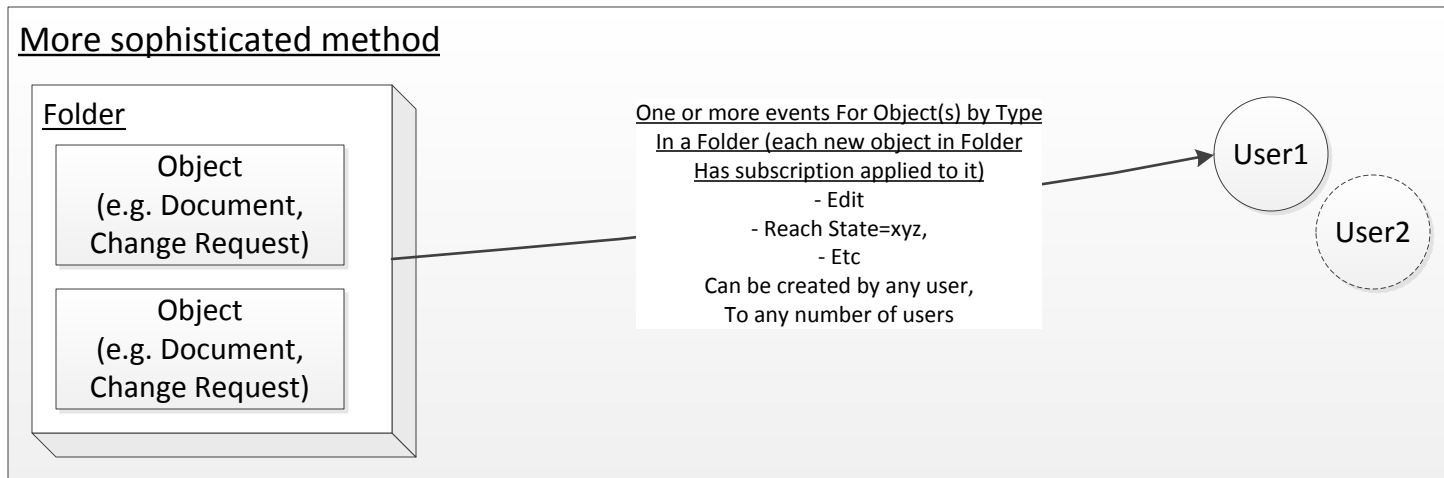 More sophisticated method
Folder
Object
(e.g. Document,
Change Request)
Object
(e.g. Document,
Change Request)
One or more events For Object(s) by Type
In a Folder (each new object in Folder
Has subscription applied to it)
- Edit
- Reach State=xyz,
- Etc
Can be created by any user,
To any number of users
User1
User2